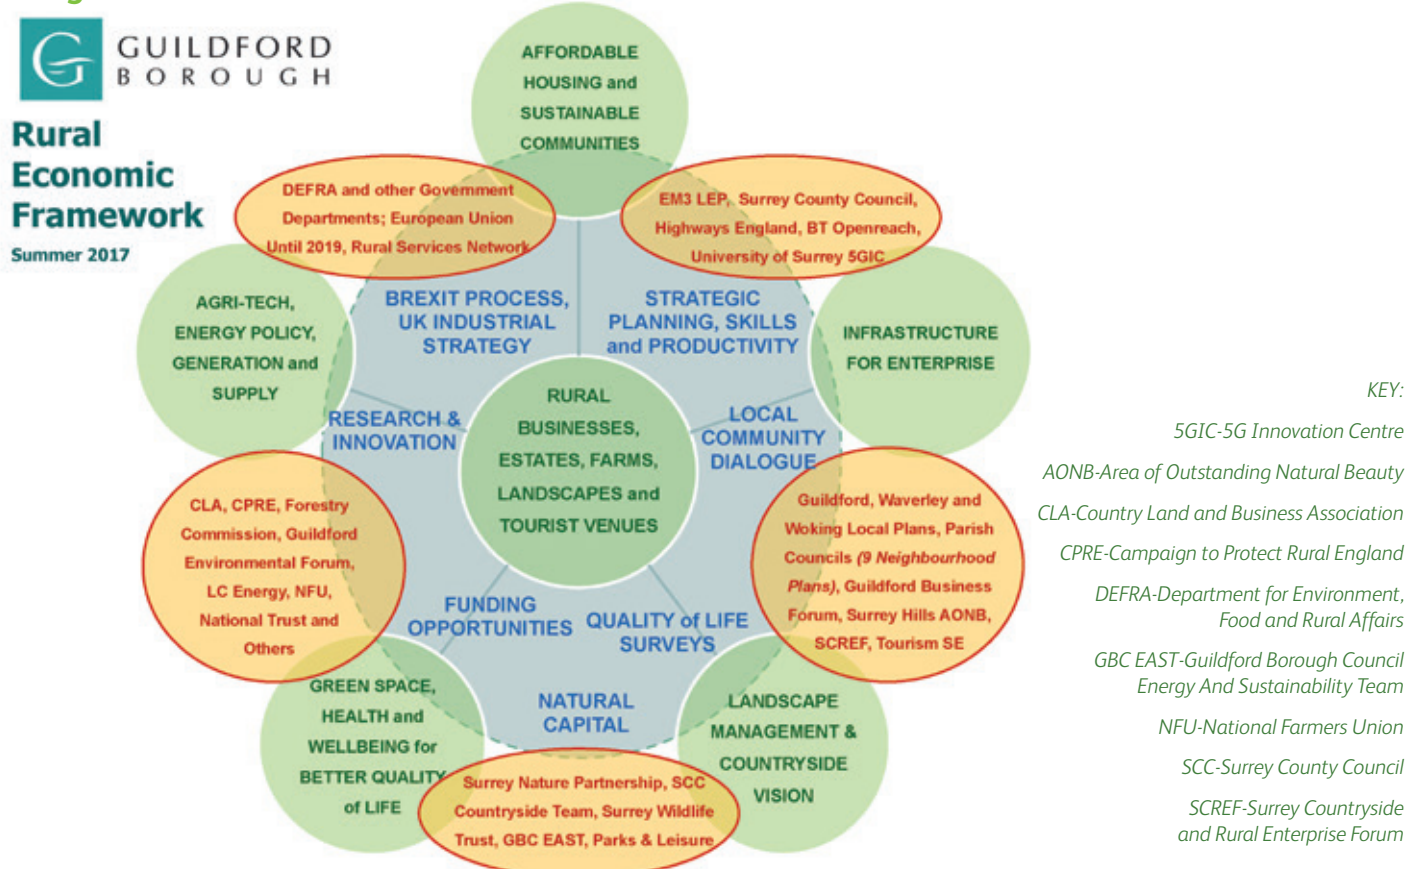 GUILDFORD
BOROUGH
Rural
Economic
Framework
Summer 2017
AFFORDABLE
HOUSING and
SUSTAINABLE
COMMUNITIES
DEFRA and other Government
Departments; European Union
Until 2019, Rural Services Network
EM3 LEP, Surrey County Council,
Highways England, BT Openreach,
University of Surrey 5GIC
AGRI-TECH,
ENERGY POLICY,
GENERATION and
SUPPLY
BREXIT PROCESS,
UK INDUSTRIAL
STRATEGY
STRATEGIC
PLANNING, SKILLS
and PRODUCTIVITY
INFRASTRUCTURE
FOR ENTERPRISE
RESEARCH &
INNOVATION
RURAL
BUSINESSES,
ESTATES, FARMS,
LANDSCAPES and
TOURIST VENUES
LOCAL
COMMUNITY
DIALOGUE
CLA, CPRE, Forestry
Commission, Guildford
Environmental Forum,
LC Energy, NFU,
National Trust and
Others
Guildford, Waverley and
Woking Local Plans, Parish
Councils (9 Neighbourhood
Plans), Guildford Business
Forum, Surrey Hills AONB,
SCREF, Tourism SE
FUNDING
OPPORTUNITIES
QUALITY of LIFE
SURVEYS
GREEN SPACE,
HEALTH and
WELLBEING for
BETTER QUALITY
of LIFE
NATURAL
CAPITAL
LANDSCAPE
MANAGEMENT &
COUNTRYSIDE
VISION
Surrey Nature Partnership, SCC
Countryside Team, Surrey Wildlife
Trust, GBC EAST, Parks & Leisure
KEY:
5GIC-5G Innovation Centre
AONB-Area of Outstanding Natural Beauty
CLA-Country Land and Business Association
CPRE-Campaign to Protect Rural England
DEFRA-Department for Environment,
Food and Rural Affairs
GBC EAST-Guildford Borough Council
Energy And Sustainability Team
NFU-National Farmers Union
SCC-Surrey County Council
SCREF-Surrey Countryside
and Rural Enterprise Forum